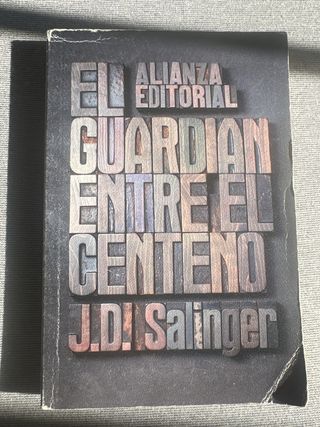 EL ALIANZA
EDITORIAL
GUARDIAN
ENTRE EL
CENTENO
J.D. Salinger